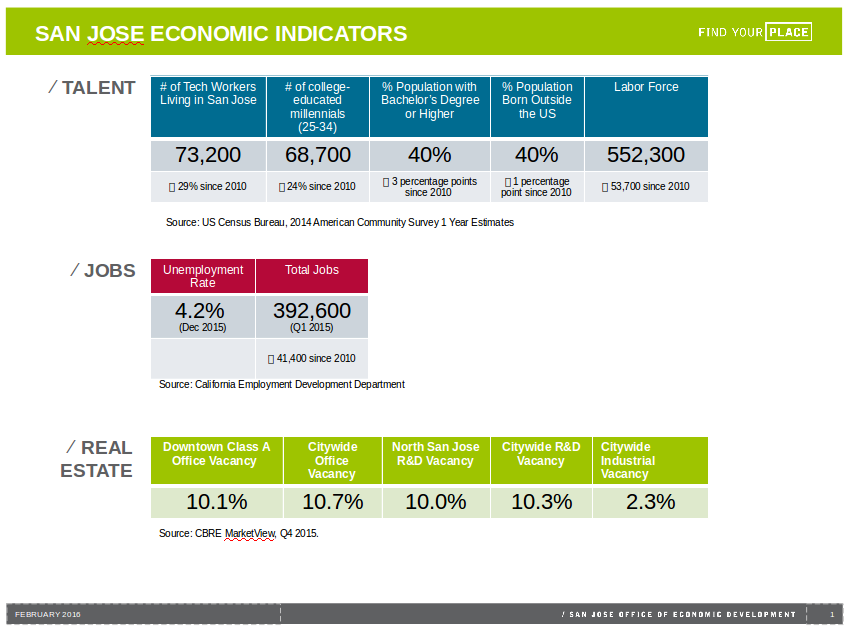 SAN JOSE ECONOMIC INDICATORS
FIND YOUR PLACE
/ TALENT
# of Tech Workers
Living in San Jose
# of college-
educated
millennials
(25-34)
% Population with
Bachelor's Degree
or Higher
% Population
Born Outside
the US
Labor Force
73,200
68,700
40%
40%
552,300
29% since 2010
24% since 2010
3 percentage points
since 2010
1 percentage
point since 2010
53,700 since 2010
Source: US Census Bureau, 2014 American Community Survey 1 Year Estimates
/ JOBS
Unemployment
Rate
Total Jobs
4.2%
(Dec 2015)
392,600
(Q1 2015)
41,400 since 2010
Source: California Employment Development Department
/ REAL
ESTATE
Downtown Class A
Office Vacancy
Citywide
Office
Vacancy
North San Jose
R&D Vacancy
Citywide R&D
Vacancy
Citywide
Industrial
Vacancy
10.1%
10.7%
10.0%
10.3%
2.3%
Source: CBRE MarketView, Q4 2015.
FEBRUARY 2016
/ SAN JOSE OFFICE OF ECONOMIC DEVELOPMENT
1